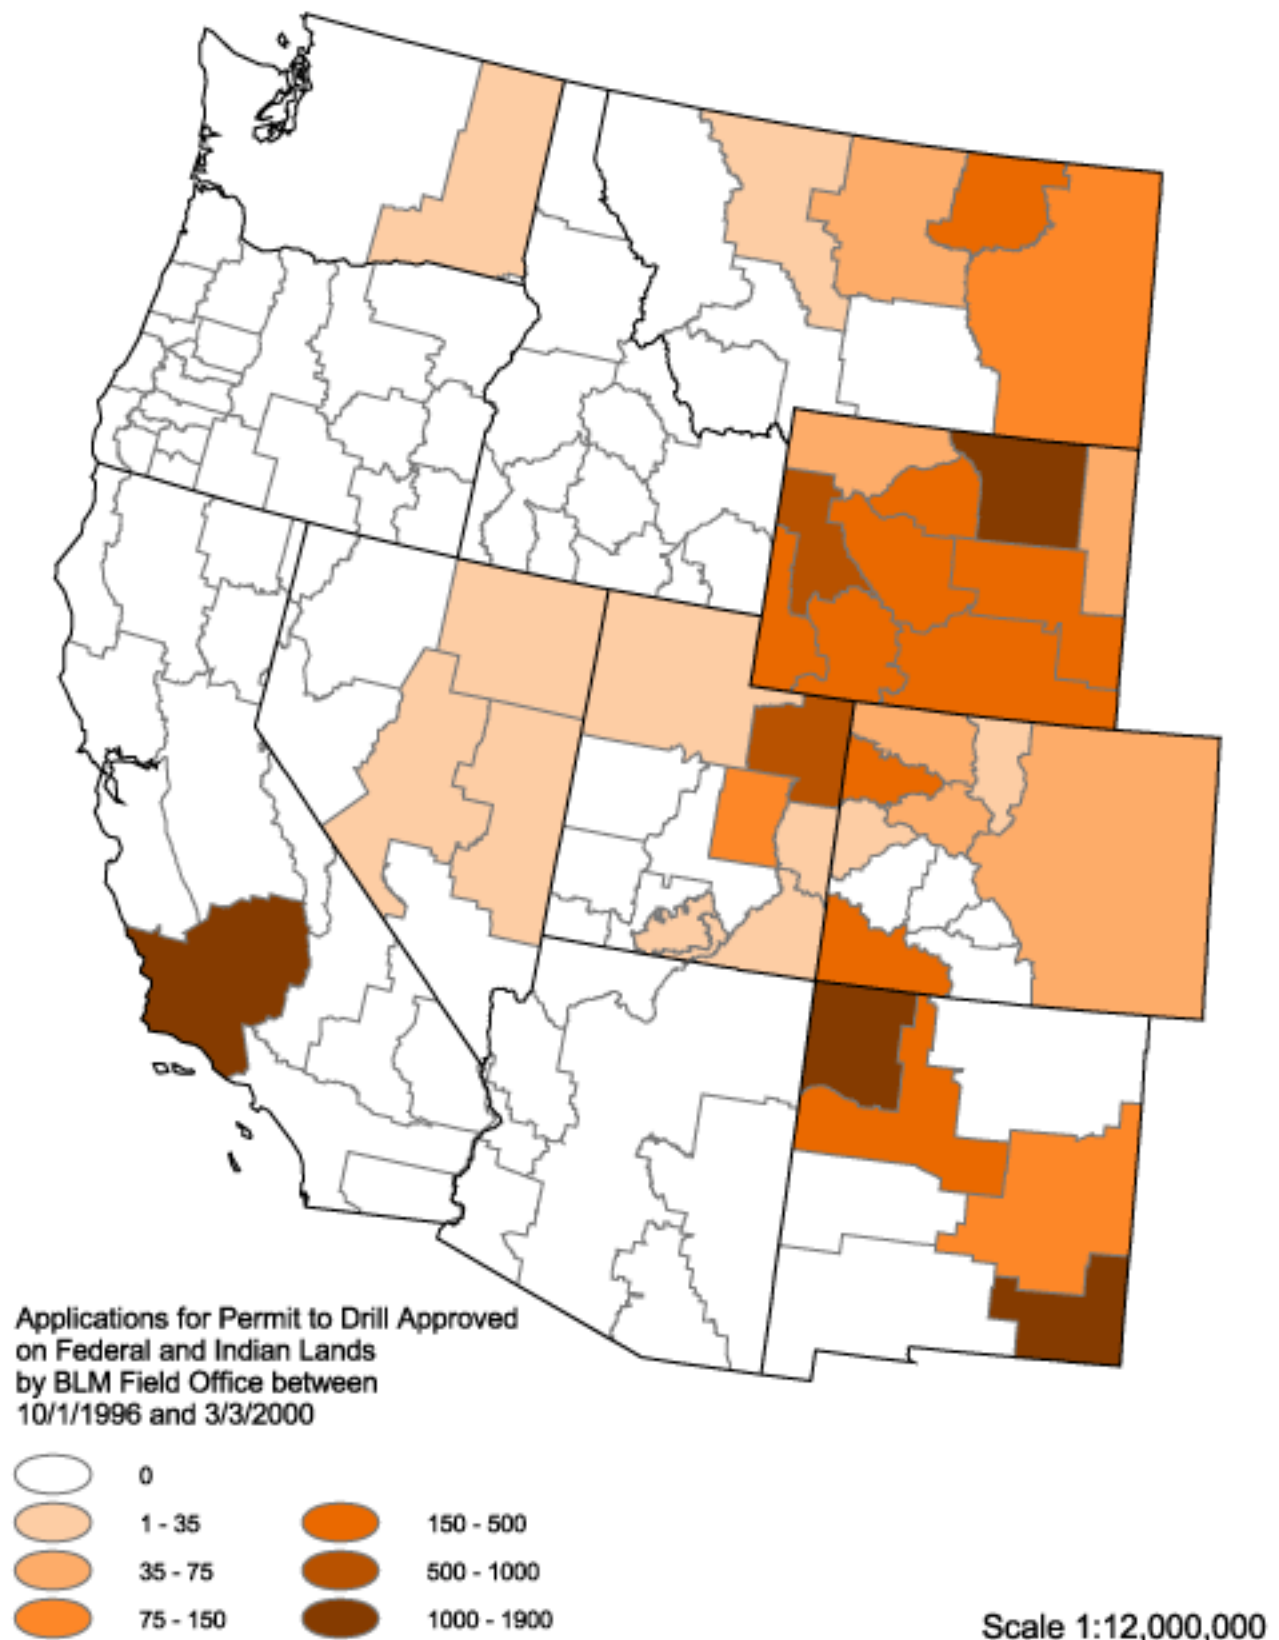 Applications for Permit to Drill Approved
on Federal and Indian Lands
by BLM Field Office between
10/1/1996 and 3/3/2000
0
1 - 35
35 - 75
75 - 150
150 - 500
500 - 1000
1000 - 1900
Scale 1:12,000,000